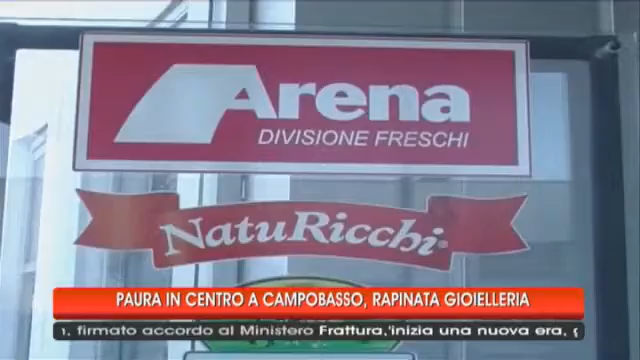 Arena
DIVISIONE FRESCHI
NatuRicchi
PAURA IN CENTRO A CAMPOBASSO, RAPINATA GIOIELLERIA
firmato accordo al Ministero Frattura,'inizia una nuova era,